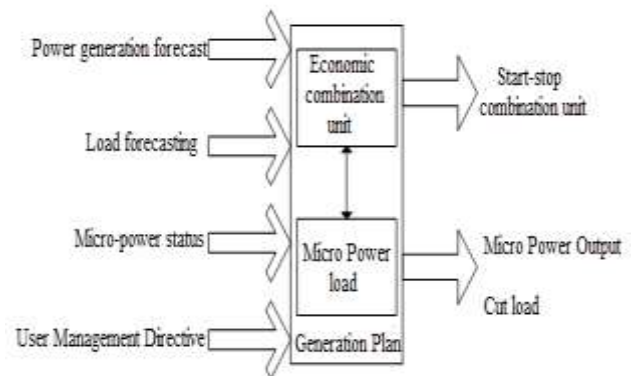 Power generation forecast
Load forecasting
Micro-power status
User Management Directive
Economic
combination
unit
Micro Power
load
Generation Plan
Start-stop
combination unit
Micro Power Output
Cut load